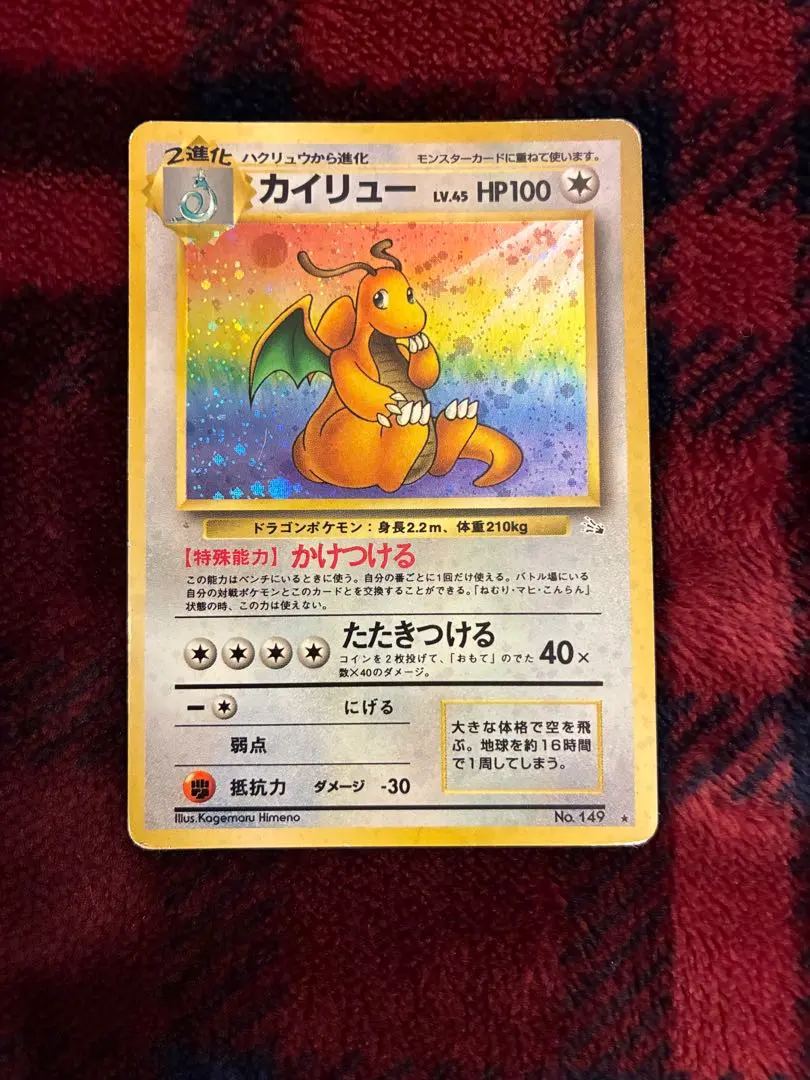 2進化 ハクリュウから進化 モンスターカードに重ねて使います。
カイリュー LV.45 HP100
ドラゴンポケモン：身長2.2m、体重210kg
【特殊能力】かけつける
この能力はベンチにいるときに使う。自分の番ごとに1回だけ使える。バトル場にいる
自分の対戦ポケモンとこのカードとを交換することができる。「ねむり・マヒ・こんらん」
状態の時、この力は使えない。
たたきつける
コインを2枚投げて、「おもて」のでた
数×40のダメージ。
40×
ー にげる
弱点
抵抗力 ダメージ -30
大きな体格で空を飛
ぶ。地球を約16時間
で1周してしまう。
Illus.Kagemaru Himeno
No.149 ★